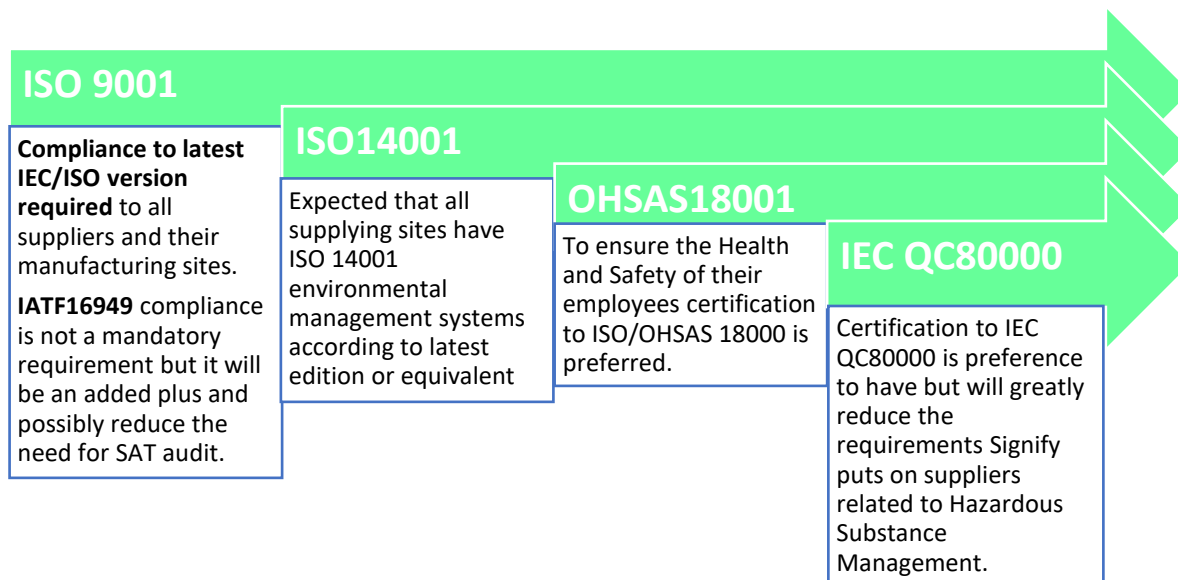 ISO 9001
Compliance to latest
IEC/ISO version
required to all
suppliers and their
manufacturing sites.
IATF16949 compliance
is not a mandatory
requirement but it will
be an added plus and
possibly reduce the
need for SAT audit.
ISO14001
Expected that all
supplying sites have
ISO 14001
environmental
management systems
according to latest
edition or equivalent
OHSAS18001
To ensure the Health
and Safety of their
employees certification
to ISO/OHSAS 18000 is
preferred.
IEC QC80000
Certification to IEC
QC80000 is preference
to have but will greatly
reduce the
requirements Signify
puts on suppliers
related to Hazardous
Substance
Management.